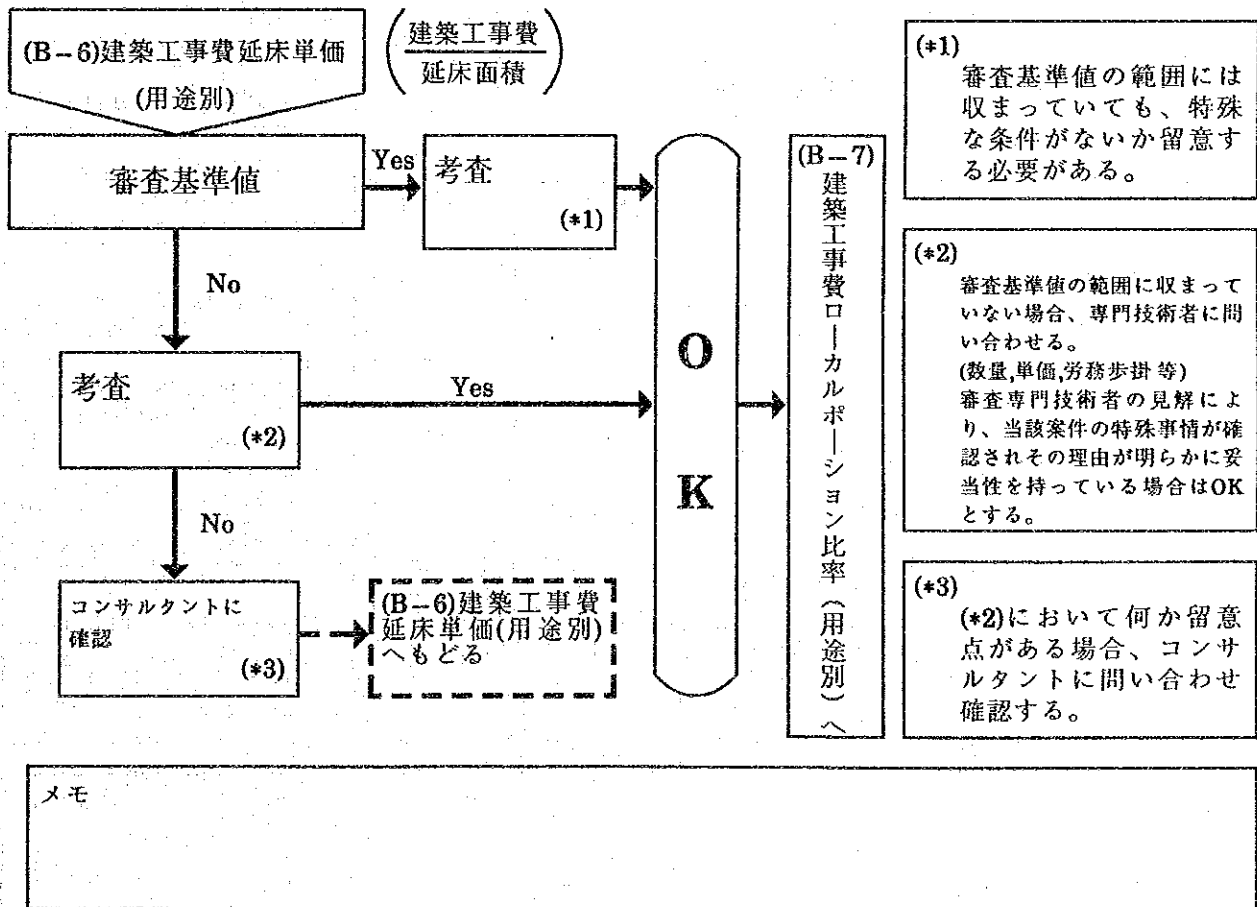 (B-6)建築工事費延床単価
(用途別)
建築工事費
延床面積
審査基準値
Yes
考査
(*1)
No
考査
(*2)
Yes
No
コンサルタントに
確認
(*3)
(B-6)建築工事費
延床単価(用途別)
へもどる
OK
(B-7)
建築工事費ローカルポーション比率(用途別)へ
(*1)
審査基準値の範囲には
収まっていても、特殊
な条件がないか留意す
る必要がある。
(*2)
審査基準値の範囲に収まって
いない場合、専門技術者に問
い合わせる。
(数量,単価,労務歩掛等)
審査専門技術者の見解によ
り、当該案件の特殊事情が確
認されその理由が明らかに妥
当性を持っている場合はOK
とする。
(*3)
(*2)において何か留意
点がある場合、コンサ
ルタントに問い合わせ
確認する。
メモ